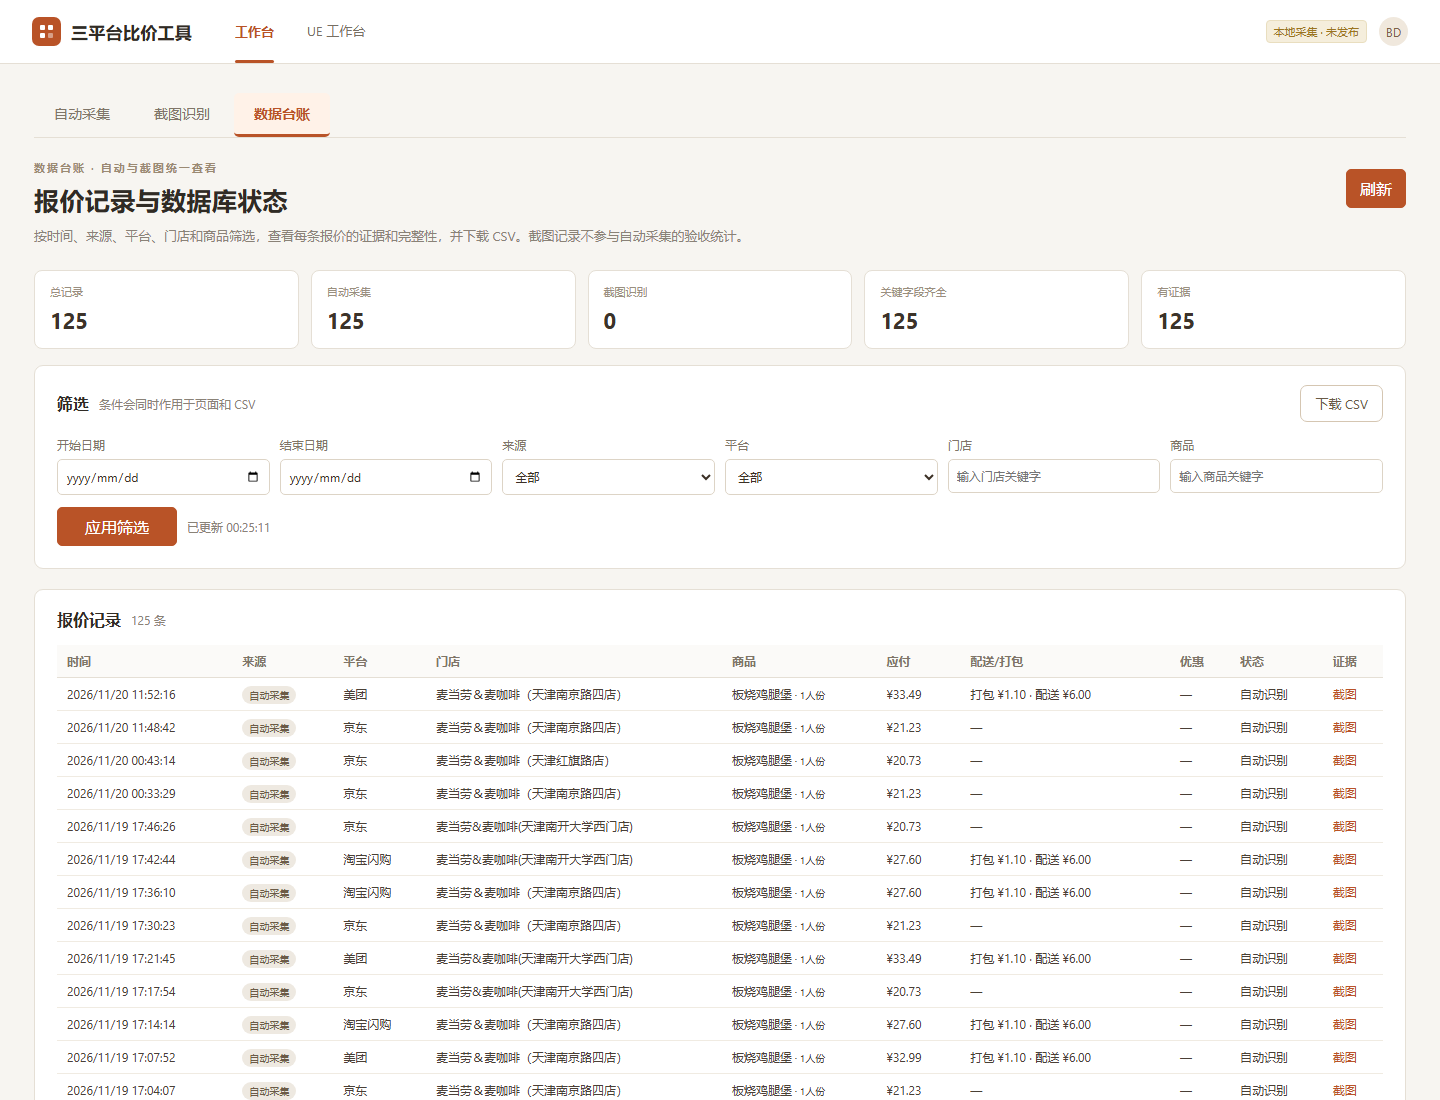 三平台比价工具
工作台
UE 工作台
本地采集 · 未发布
BD
自动采集
截图识别
数据台账
数据台账 · 自动与截图统一查看
报价记录与数据库状态
刷新
按时间、来源、平台、门店和商品筛选，查看每条报价的证据和完整性，并下载 CSV。截图记录不参与自动采集的验收统计。
总记录
125
自动采集
125
截图识别
0
关键字段齐全
125
有证据
125
筛选 条件会同时作用于页面和 CSV
下载 CSV
开始日期 结束日期 来源 平台 门店 商品
yyyy/mm/dd yyyy/mm/dd 全部 全部 输入门店关键字 输入商品关键字
应用筛选 已更新 00:25:11
报价记录 125 条
时间 来源 平台 门店 商品 应付 配送/打包 优惠 状态 证据
2026/11/20 11:52:16 自动采集 美团 麦当劳＆麦咖啡（天津南京路四店） 板烧鸡腿堡 · 1人份 ¥33.49 打包 ¥1.10 · 配送 ¥6.00 — 自动识别 截图
2026/11/20 11:48:42 自动采集 京东 麦当劳＆麦咖啡（天津南京路四店） 板烧鸡腿堡 · 1人份 ¥21.23 — — 自动识别 截图
2026/11/20 00:43:14 自动采集 京东 麦当劳＆麦咖啡（天津红旗路店） 板烧鸡腿堡 · 1人份 ¥20.73 — — 自动识别 截图
2026/11/20 00:33:29 自动采集 京东 麦当劳＆麦咖啡（天津南京路四店） 板烧鸡腿堡 · 1人份 ¥21.23 — — 自动识别 截图
2026/11/19 17:46:26 自动采集 京东 麦当劳&麦咖啡(天津南开大学西门店) 板烧鸡腿堡 · 1人份 ¥20.73 — — 自动识别 截图
2026/11/19 17:42:44 自动采集 淘宝闪购 麦当劳&麦咖啡(天津南开大学西门店) 板烧鸡腿堡 · 1人份 ¥27.60 打包 ¥1.10 · 配送 ¥6.00 — 自动识别 截图
2026/11/19 17:36:10 自动采集 淘宝闪购 麦当劳＆麦咖啡（天津南京路四店） 板烧鸡腿堡 · 1人份 ¥27.60 打包 ¥1.10 · 配送 ¥6.00 — 自动识别 截图
2026/11/19 17:30:23 自动采集 京东 麦当劳＆麦咖啡（天津南京路四店） 板烧鸡腿堡 · 1人份 ¥21.23 — — 自动识别 截图
2026/11/19 17:21:45 自动采集 美团 麦当劳&麦咖啡(天津南开大学西门店) 板烧鸡腿堡 · 1人份 ¥33.49 打包 ¥1.10 · 配送 ¥6.00 — 自动识别 截图
2026/11/19 17:17:54 自动采集 京东 麦当劳&麦咖啡(天津南开大学西门店) 板烧鸡腿堡 · 1人份 ¥20.73 — — 自动识别 截图
2026/11/19 17:14:14 自动采集 淘宝闪购 麦当劳＆麦咖啡（天津南京路四店） 板烧鸡腿堡 · 1人份 ¥27.60 打包 ¥1.10 · 配送 ¥6.00 — 自动识别 截图
2026/11/19 17:07:52 自动采集 美团 麦当劳＆麦咖啡（天津南京路四店） 板烧鸡腿堡 · 1人份 ¥32.99 打包 ¥1.10 · 配送 ¥6.00 — 自动识别 截图
2026/11/19 17:04:07 自动采集 京东 麦当劳＆麦咖啡（天津南京路四店） 板烧鸡腿堡 · 1人份 ¥21.23 — — 自动识别 截图